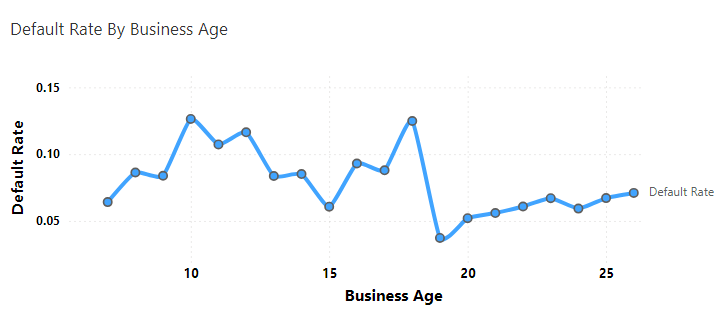 Default Rate By Business Age
0.15
0.10
0.05
Default Rate
Default Rate
10 15 20 25
Business Age